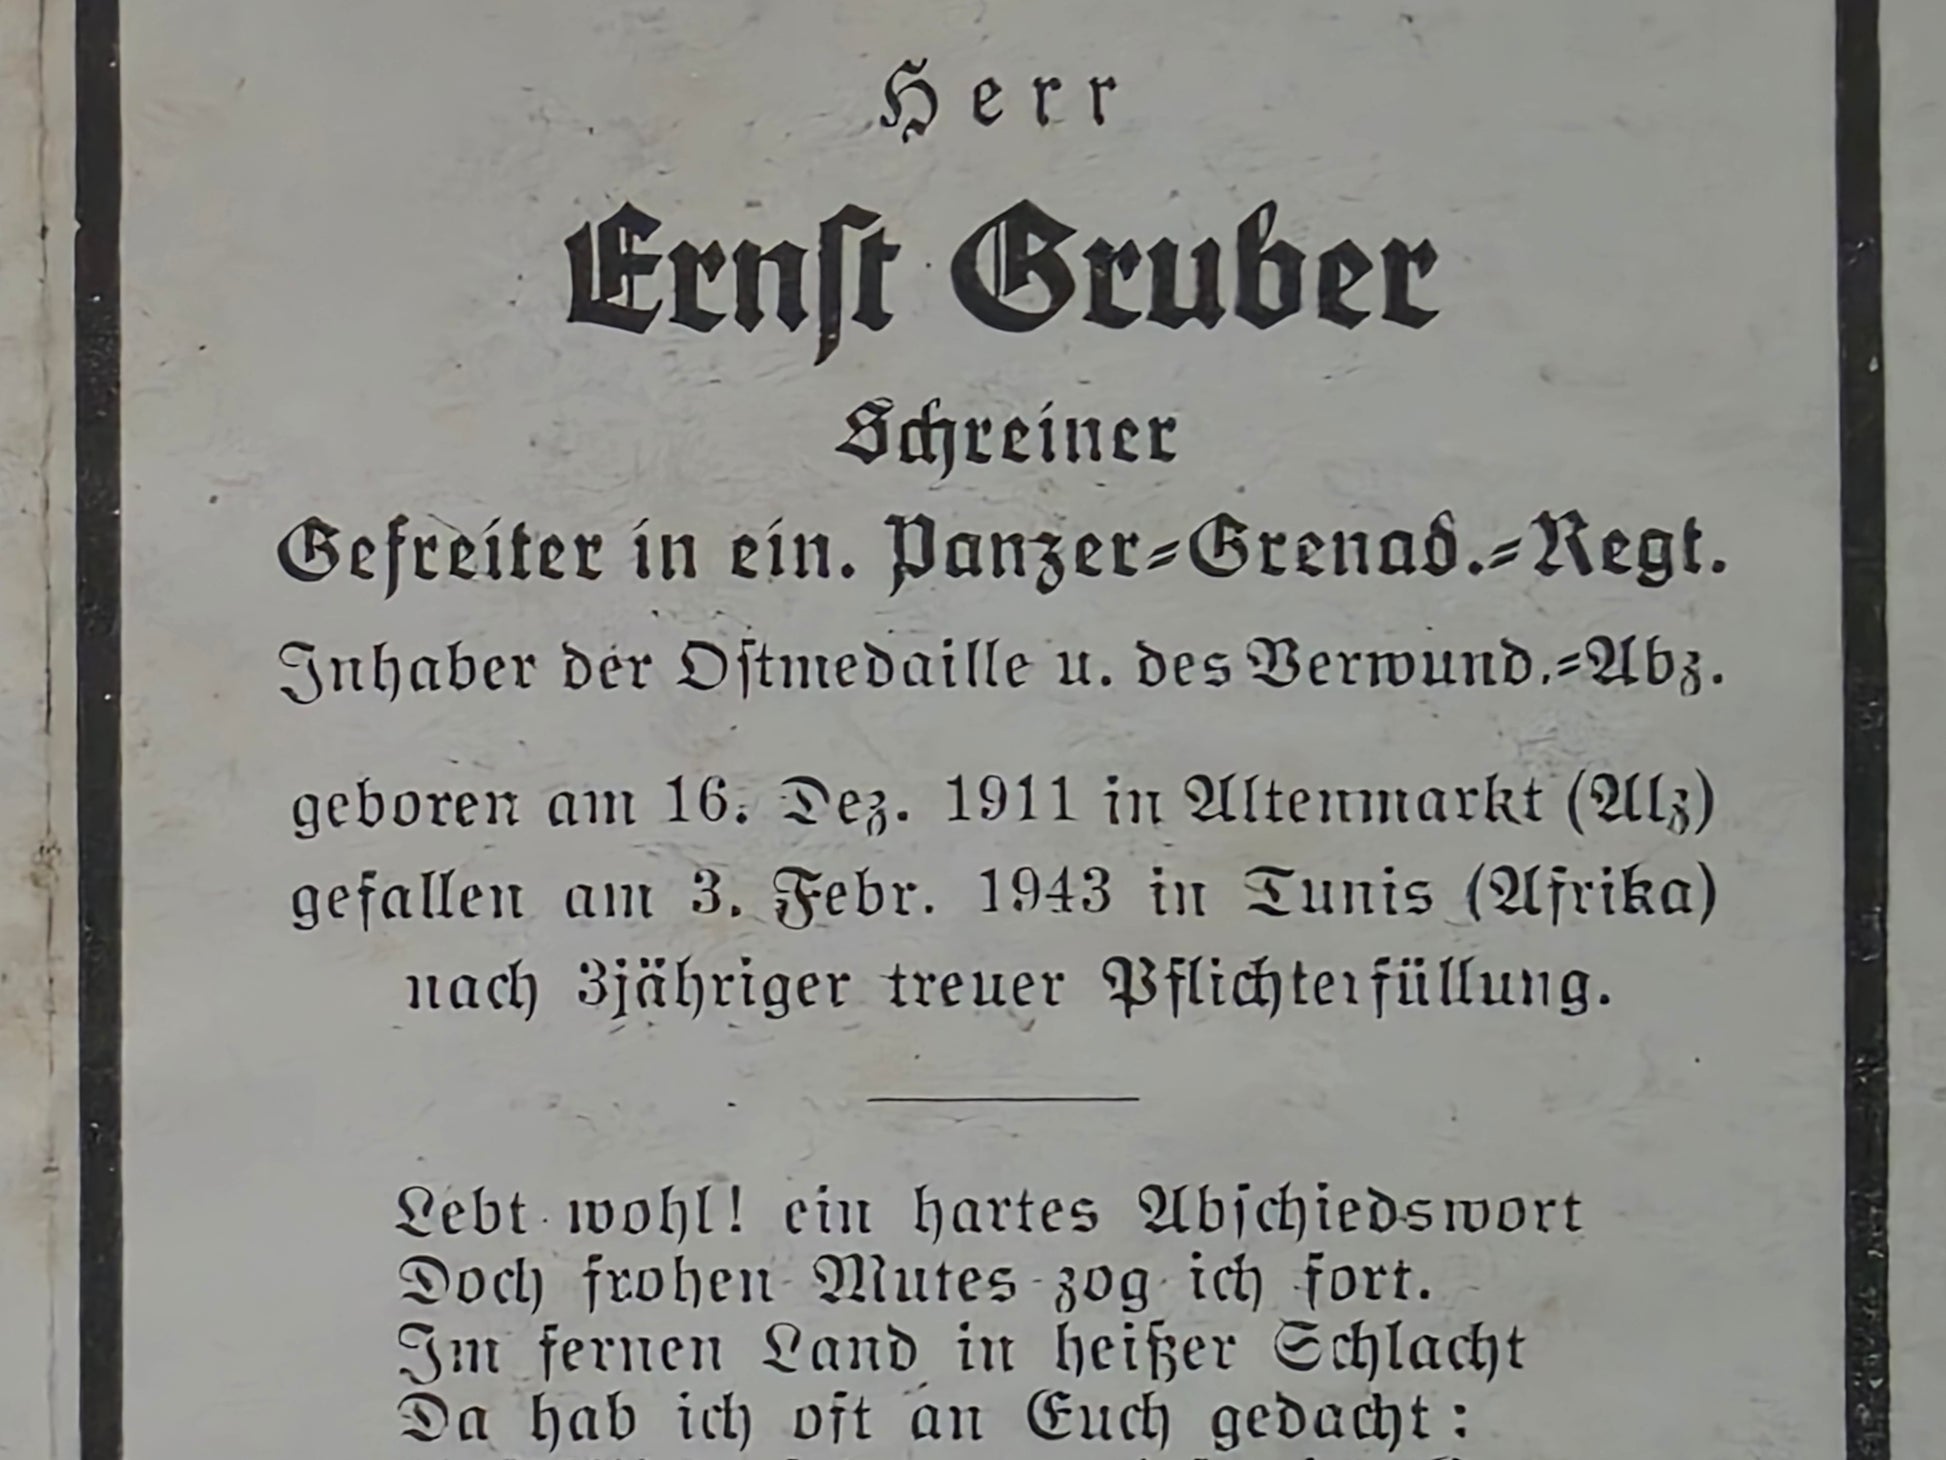 Herr
Ernst Gruber
Schreiner
Gefreiter in ein. Panzer-Grenad.-Regt.
Inhaber der Ostmedaille u. des Verwund.-Abz.
geboren am 16. Dez. 1911 in Altenmarkt (Alz)
gefallen am 3. Febr. 1943 in Tunis (Afrika)
nach 3jähriger treuer Pflichterfüllung.
Lebt wohl! ein hartes Abschiedswort
Doch frohen Mutes zog ich fort.
Im fernen Land in heißer Schlacht
Da hab ich oft an Euch gedacht: